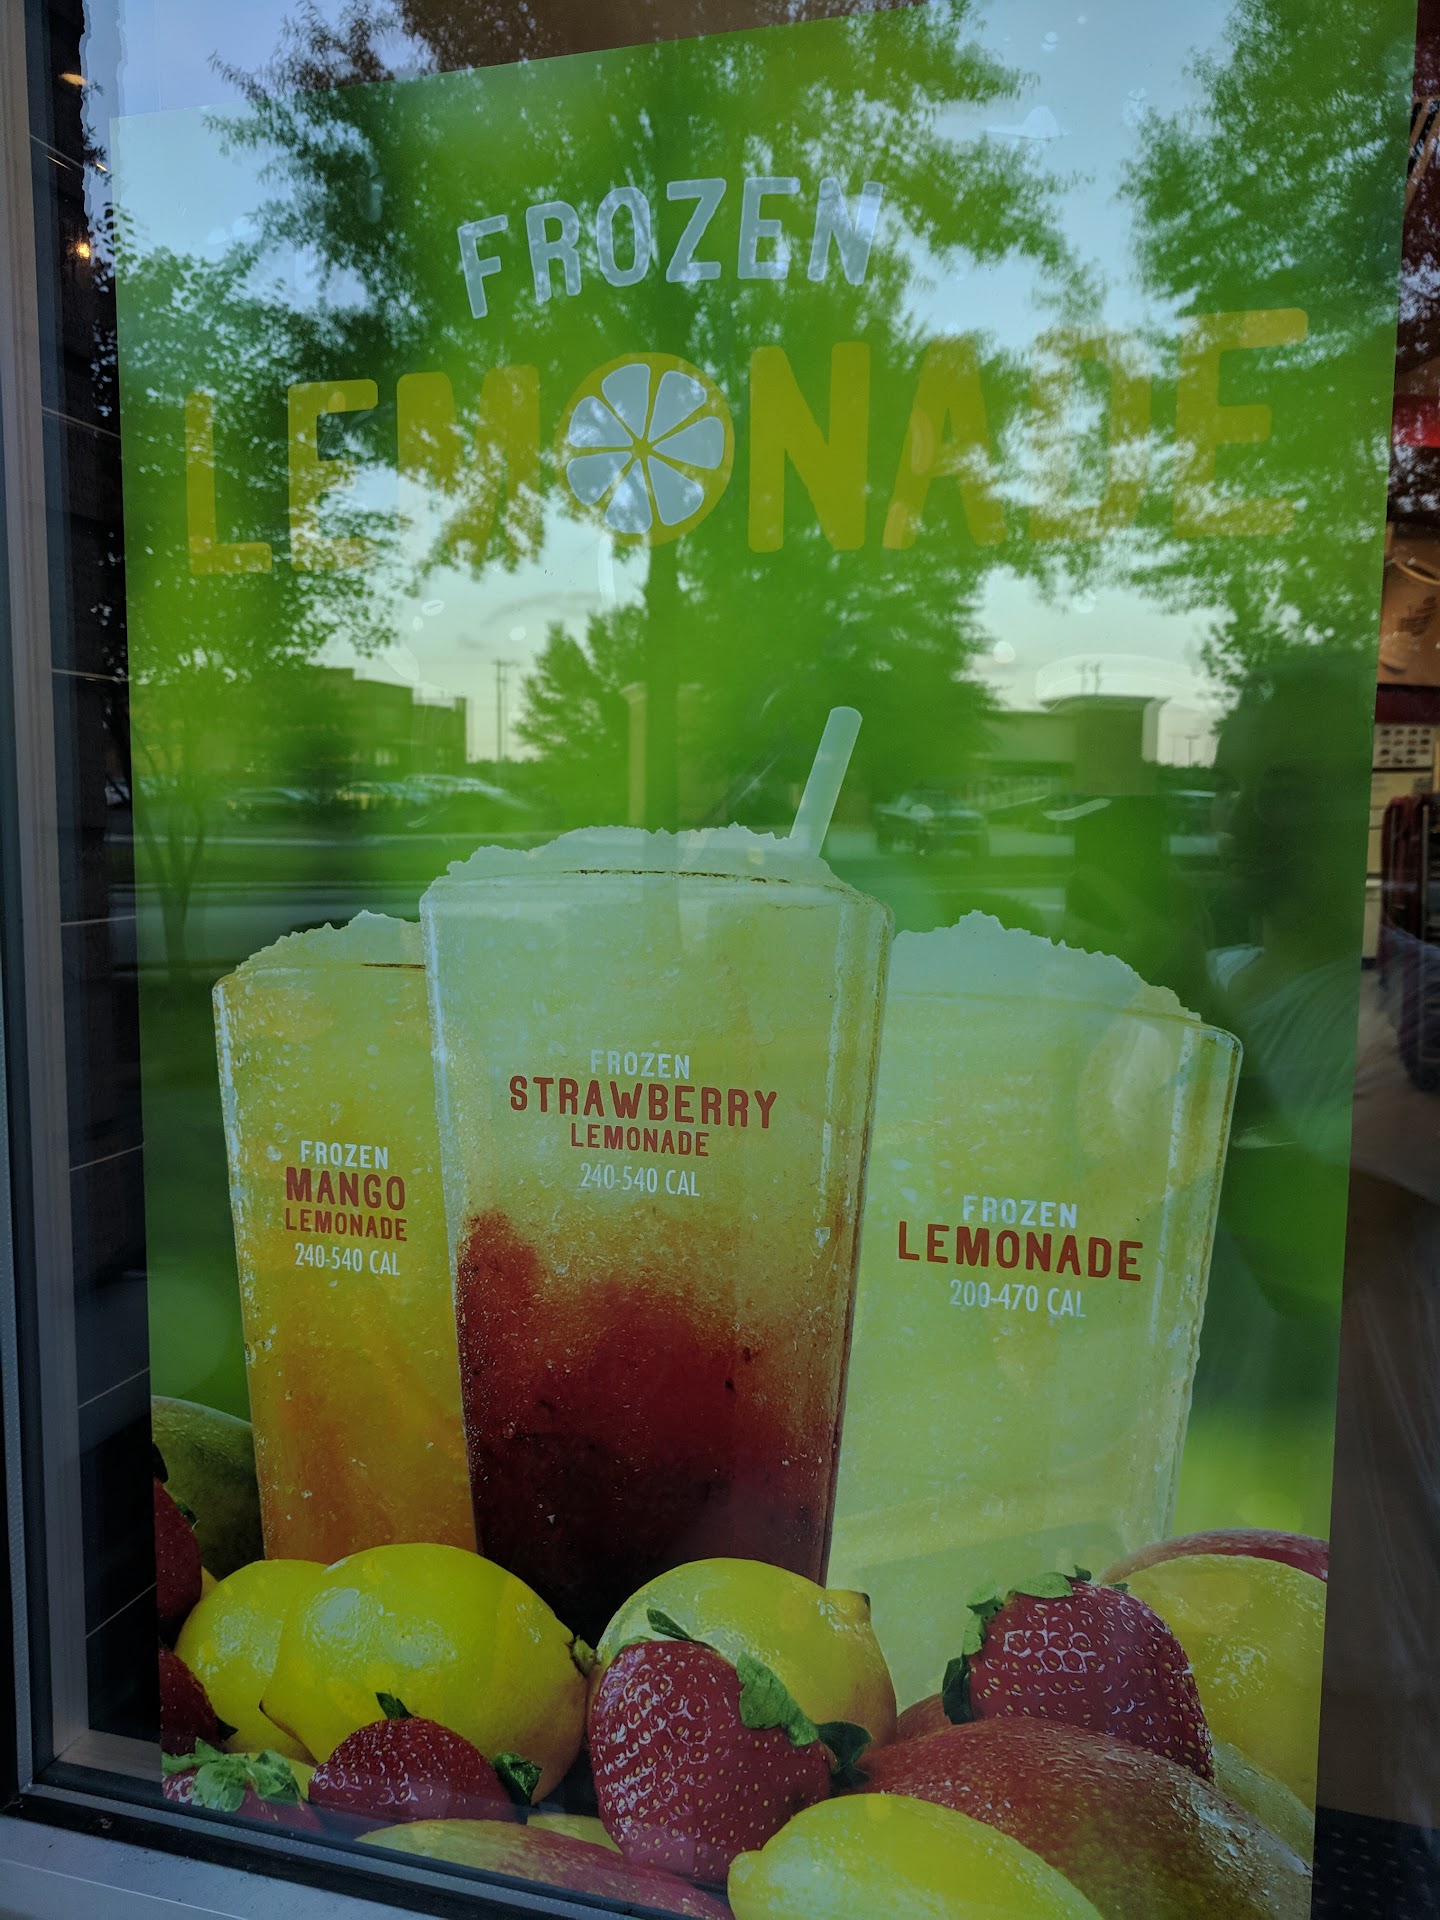 FROZEN
LEMONADE
FROZEN
MANGO
LEMONADE
240-540 CAL
FROZEN
STRAWBERRY
LEMONADE
240-540 CAL
FROZEN
LEMONADE
200-470 CAL